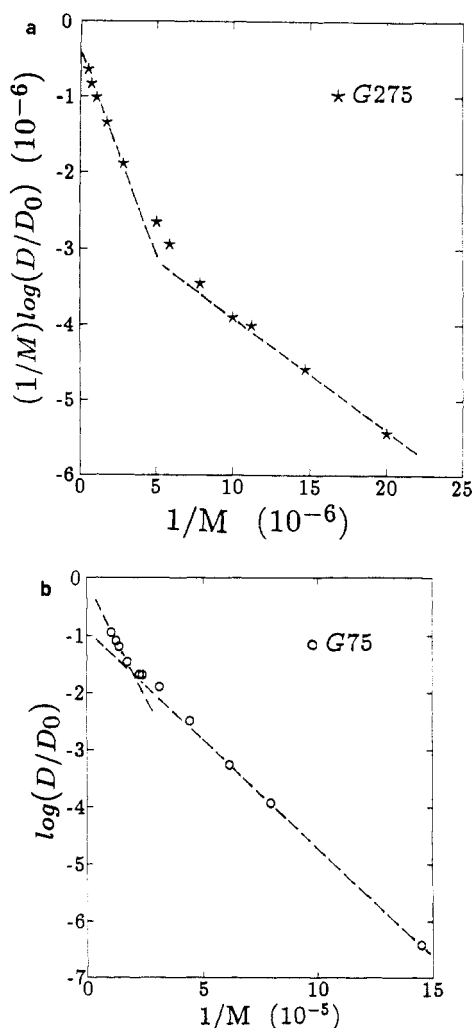 a
0
-1
-2
-3
-4
-5
-6
(1/M)log(D/D₀) (10⁻⁶)
★ G275
0 5 10 15 20 25
1/M (10⁻⁶)
b
0
-1
-2
-3
-4
-5
-6
-7
log(D/D₀)
○ G75
0 5 10 15
1/M (10⁻⁵)